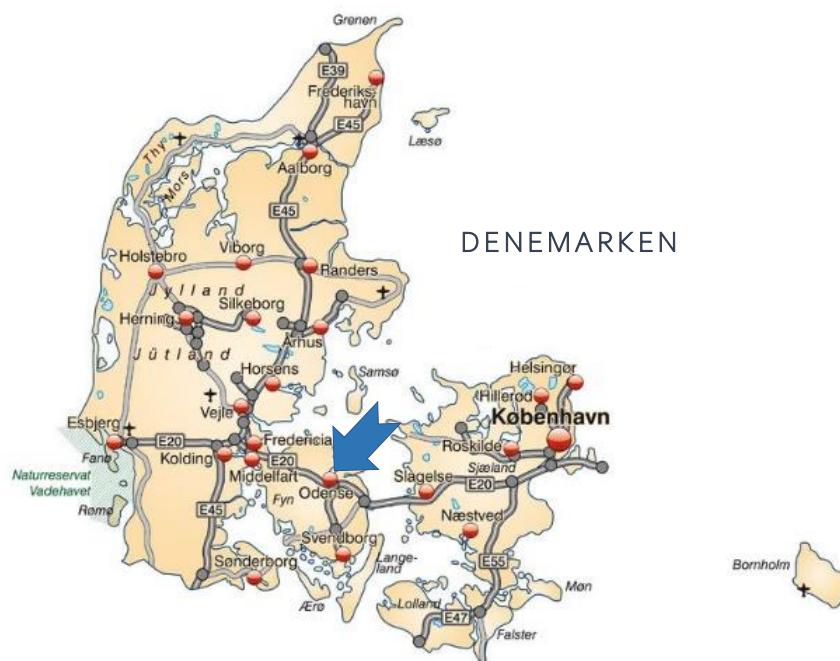 Grenen
E39
Frederiks-
havn
E45
Læsø
Thy
Mors
Aalborg
E45
DENEMARKEN
Holstebro
Viborg
Randers
Jylland
Silkeborg
Herning
Århus
Jütland
Samsø
Helsingør
Horsens
Hillerød
Vejle
København
Esbjerg
E20
Fredericia
Roskilde
Fanø
Kolding
E20
Sjæland
Naturreservat
Vadehavet
Middelfart
Slagelse
E20
Fyn
Odense
Rømø
E45
Næstved
Svendborg
Lange-
land
Sønderborg
E55
Bornholm
Ærø
Møn
Lolland
E47
Falster